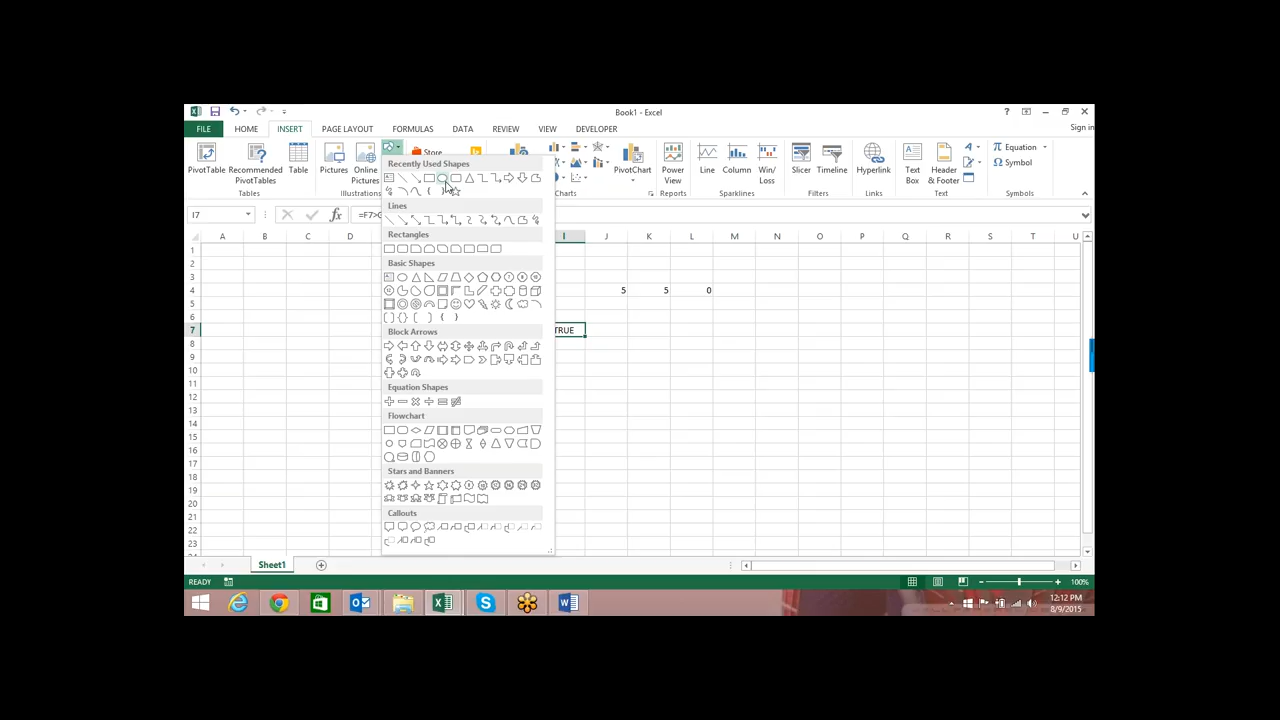 Book1 - Excel
Sign in
FILE HOME INSERT PAGE LAYOUT FORMULAS DATA REVIEW VIEW DEVELOPER
PivotTable Recommended PivotTables Table Pictures Online Pictures Store PivotChart Power View Line Column Win/Loss Slicer Timeline Hyperlink Text Box Header & Footer Equation Symbol
Tables Illustrations Charts Reports Sparklines Filters Links Text Symbols
I7 fx =F7>G
Recently Used Shapes
Lines
Rectangles
Basic Shapes
Block Arrows
Equation Shapes
Flowchart
Stars and Banners
Callouts
A B C D I J K L M N O P Q R S T U
1
2
3
4 5 5 0
5
6
7 TRUE
8
9
10
11
12
13
14
15
16
17
18
19
20
21
22
Sheet1
READY 100%
12:12 PM
8/9/2015